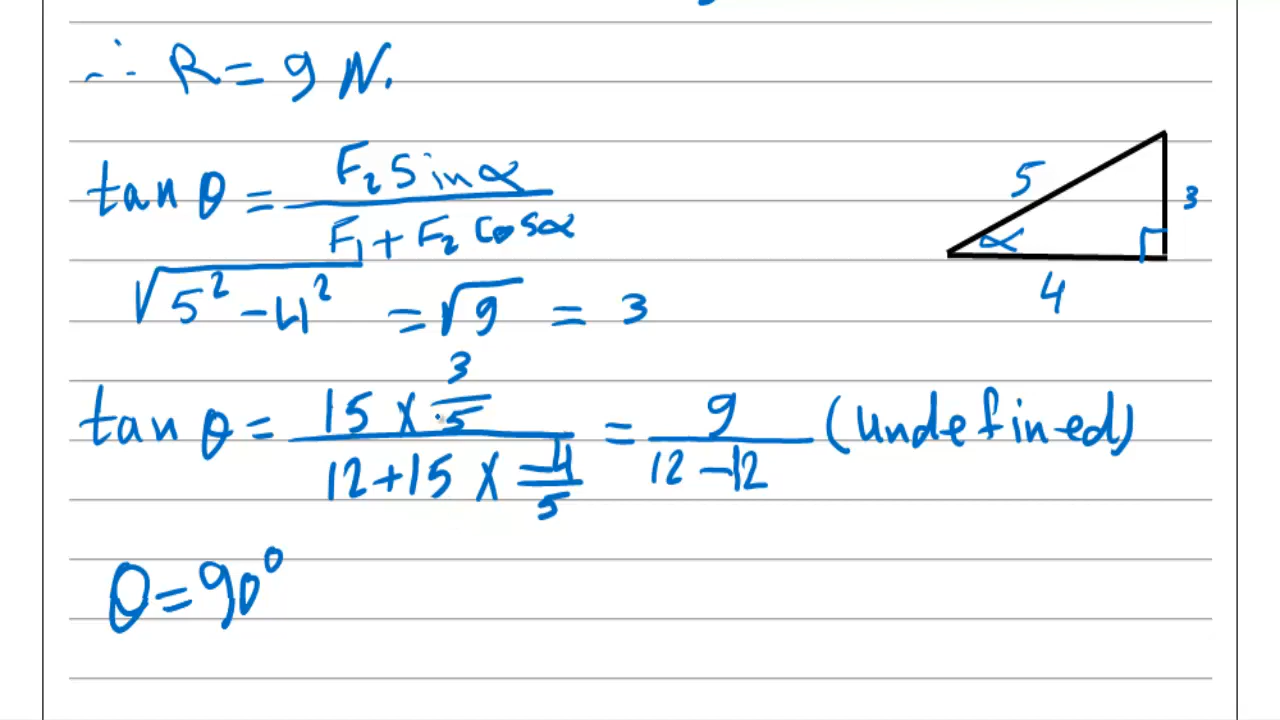 ∴ R = 9 N.
tan θ = F₂ sin α / F₁ + F₂ cos α
5
3
α
4
√5² - 4² = √9 = 3
tan θ = 15 × 3/5 / 12 + 15 × -4/5 = 9 / 12 - 12 (undefined)
θ = 90°